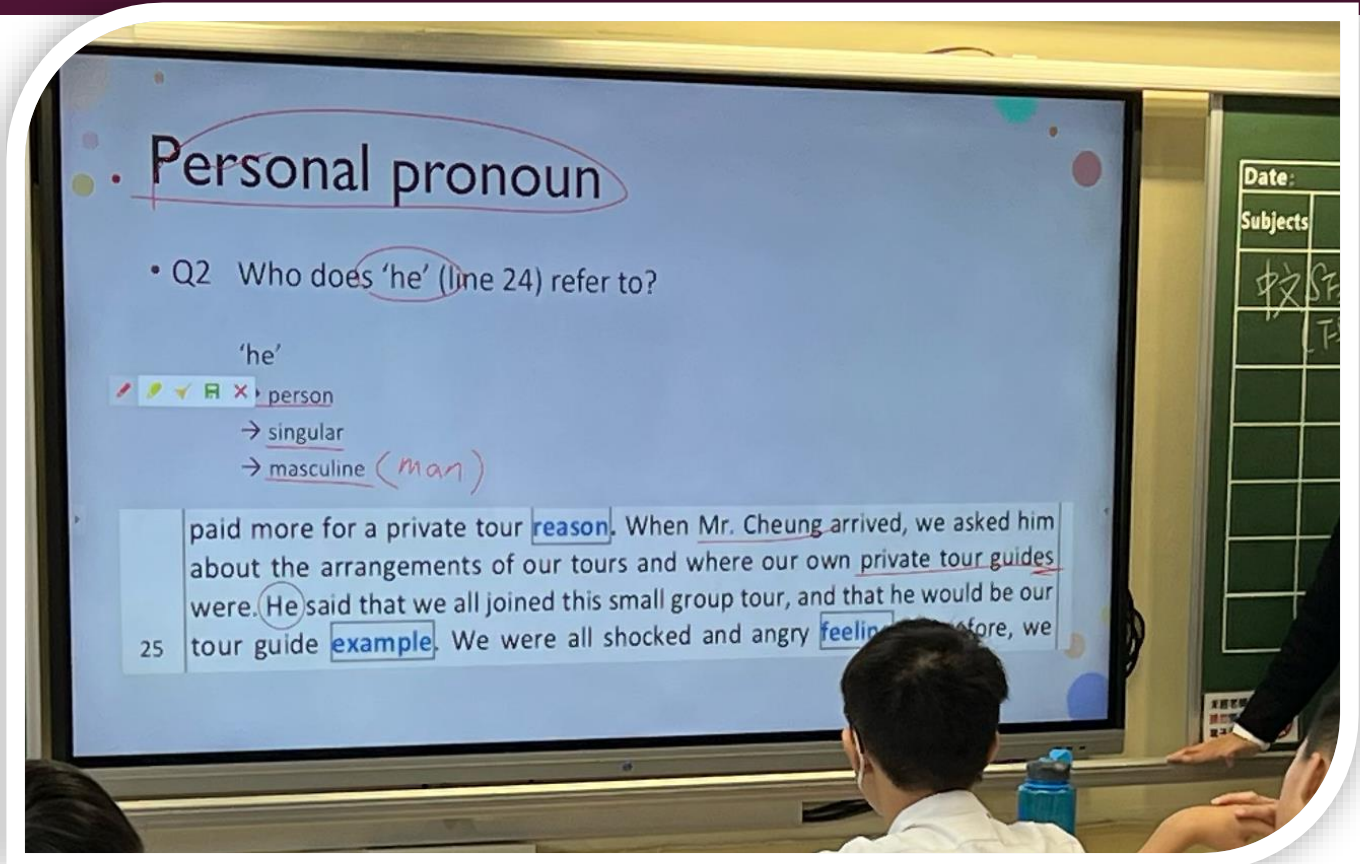 Personal pronoun
• Q2 Who does ‘he’ (line 24) refer to?
‘he’
person
→ singular
→ masculine (man)
paid more for a private tour reason. When Mr. Cheung arrived, we asked him
about the arrangements of our tours and where our own private tour guides
were. He said that we all joined this small group tour, and that he would be our
25 tour guide example. We were all shocked and angry we
Date:
Subjects
中文